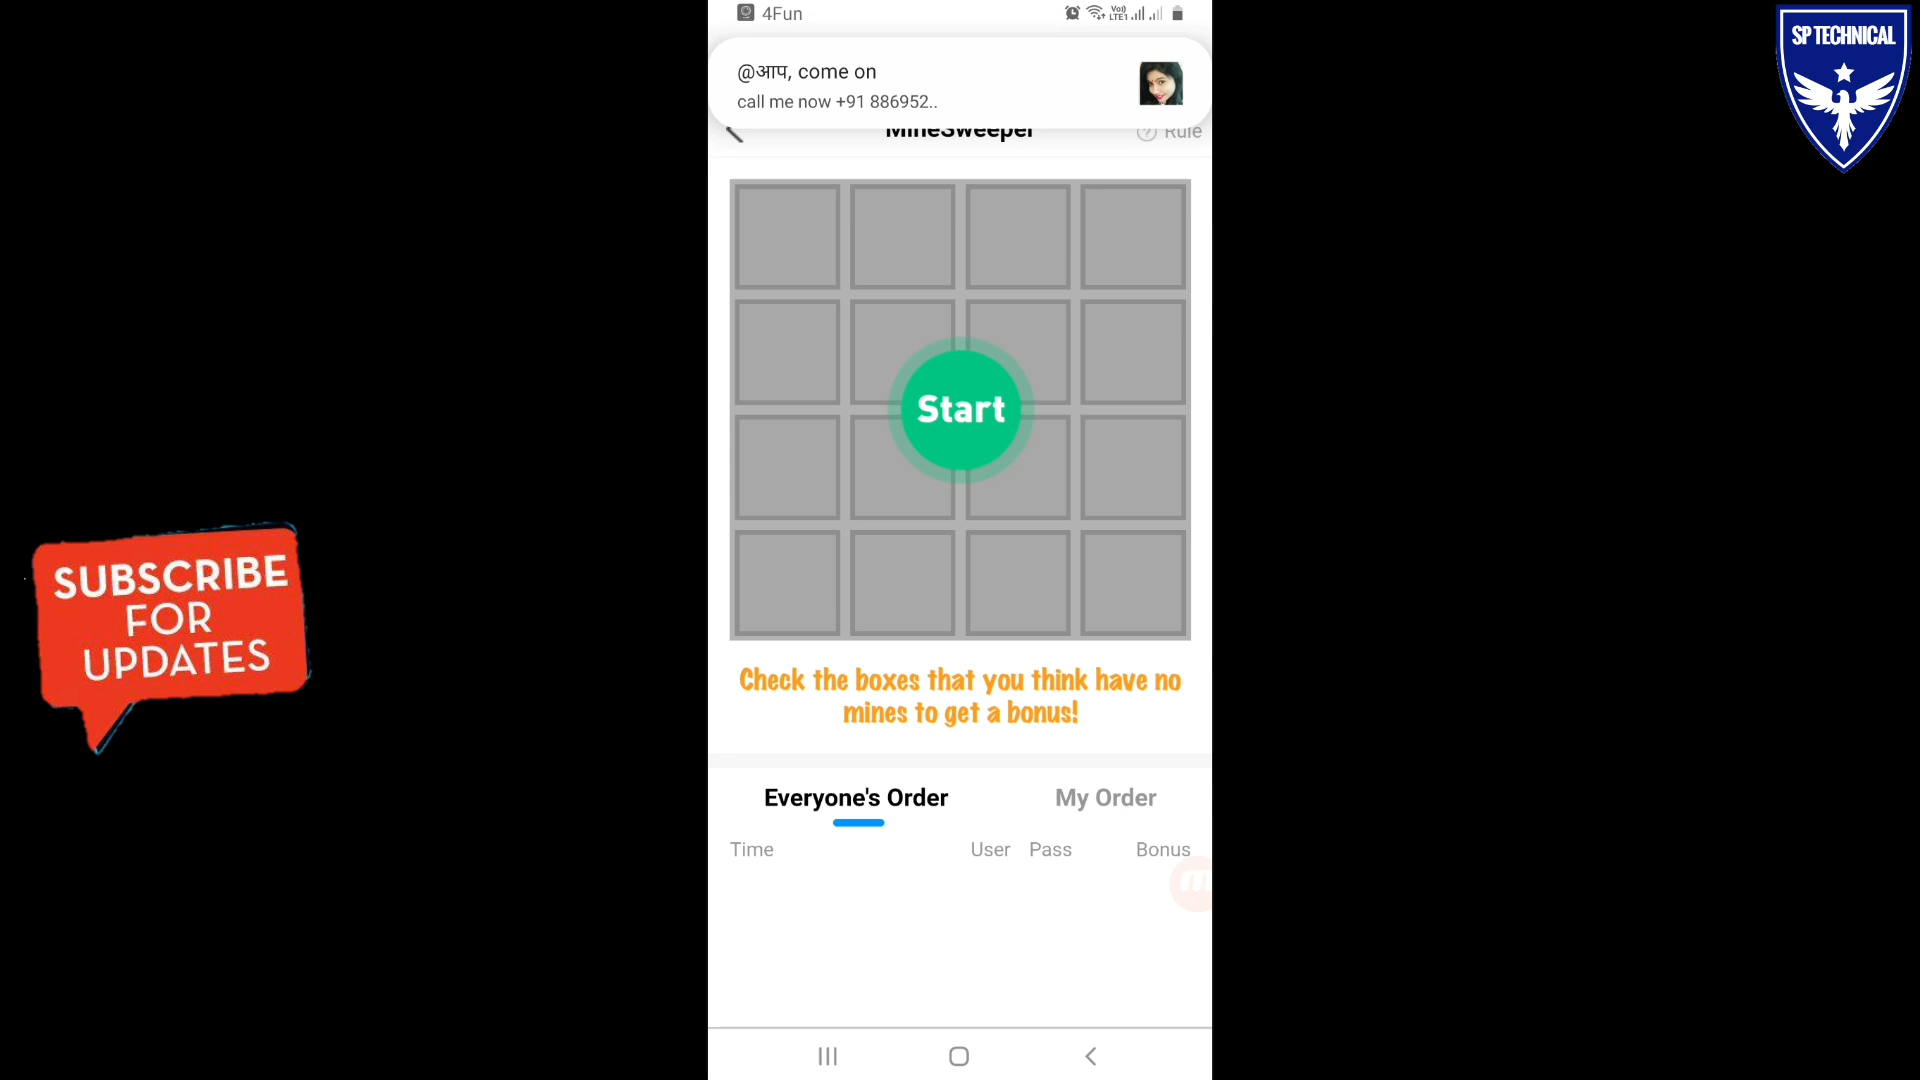 4Fun
SP TECHNICAL
@आप, come on
call me now +91 886952..
MineSweeper
Rule
Start
SUBSCRIBE
FOR
UPDATES
Check the boxes that you think have no
mines to get a bonus!
Everyone's Order My Order
Time User Pass Bonus